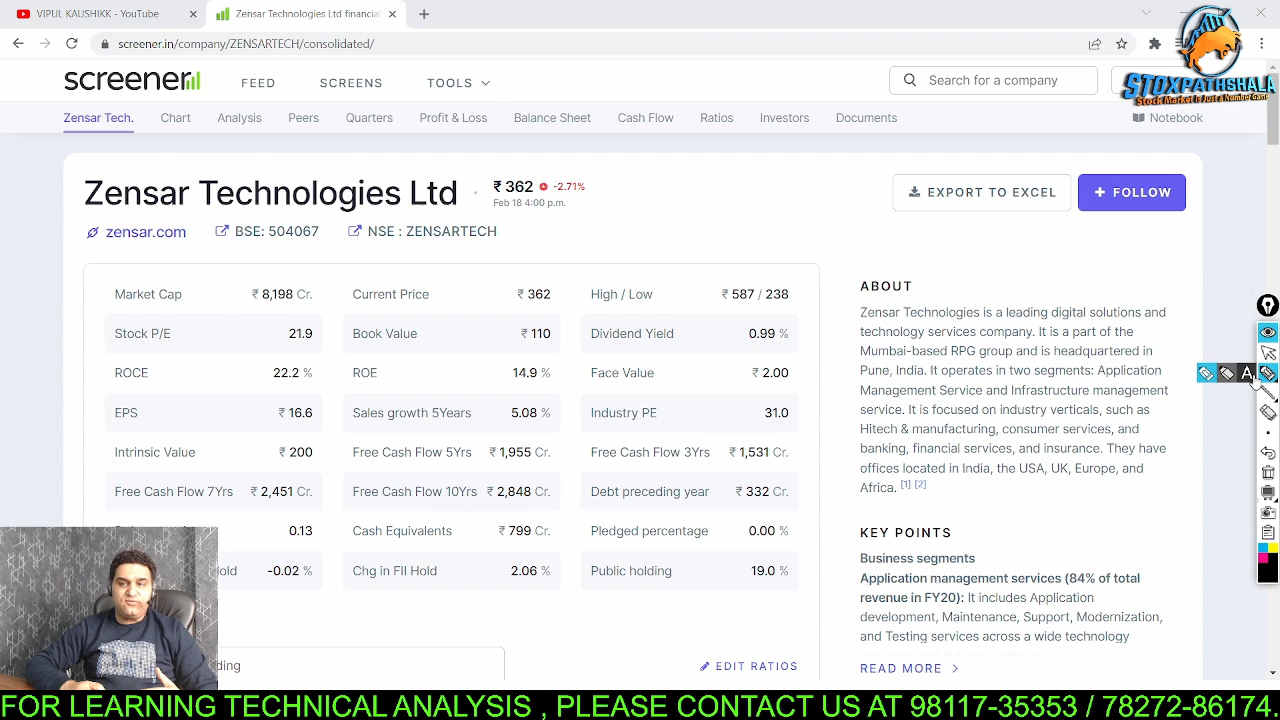 VIPUL KAUSHIKK - YouTube
Zensar Technologies Ltd financial
screener.in/company/ZENSARTECH/consolidated/
STOXPATHSHALA
Stock Market is Just a Number Game
screener
FEED
SCREENS
TOOLS
Search for a company
Zensar Tech.
Chart
Analysis
Peers
Quarters
Profit & Loss
Balance Sheet
Cash Flow
Ratios
Investors
Documents
Notebook
Zensar Technologies Ltd
₹ 362 -2.71%
Feb 18 4:00 p.m.
EXPORT TO EXCEL
+ FOLLOW
zensar.com
BSE: 504067
NSE : ZENSARTECH
Market Cap ₹ 8,198 Cr.
Current Price ₹ 362
High / Low ₹ 587 / 238
Stock P/E 21.9
Book Value ₹ 110
Dividend Yield 0.99 %
ROCE 22.2 %
ROE 14.9 %
Face Value ₹ 2.00
EPS ₹ 16.6
Sales growth 5Years 5.08 %
Industry PE 31.0
Intrinsic Value ₹ 200
Free Cash Flow 5Yrs ₹ 1,955 Cr.
Free Cash Flow 3Yrs ₹ 1,531 Cr.
Free Cash Flow 7Yrs ₹ 2,451 Cr.
Free Cash Flow 10Yrs ₹ 2,848 Cr.
Debt preceding year ₹ 332 Cr.
0.13
Cash Equivalents ₹ 799 Cr.
Pledged percentage 0.00 %
old -0.02 %
Chg in FII Hold 2.06 %
Public holding 19.0 %
ding
EDIT RATIOS
ABOUT
Zensar Technologies is a leading digital solutions and
technology services company. It is a part of the
Mumbai-based RPG group and is headquartered in
Pune, India. It operates in two segments: Application
Management Service and Infrastructure management
service. It is focused on industry verticals, such as
Hitech & manufacturing, consumer services, and
banking, financial services, and insurance. They have
offices located in India, the USA, UK, Europe, and
Africa. [1] [2]
KEY POINTS
Business segments
Application management services (84% of total
revenue in FY20): It includes Application
development, Maintenance, Support, Modernization,
and Testing services across a wide technology
READ MORE
A
FOR LEARNING TECHNICAL ANALYSIS , PLEASE CONTACT US AT 98117-35353 / 78272-86174.